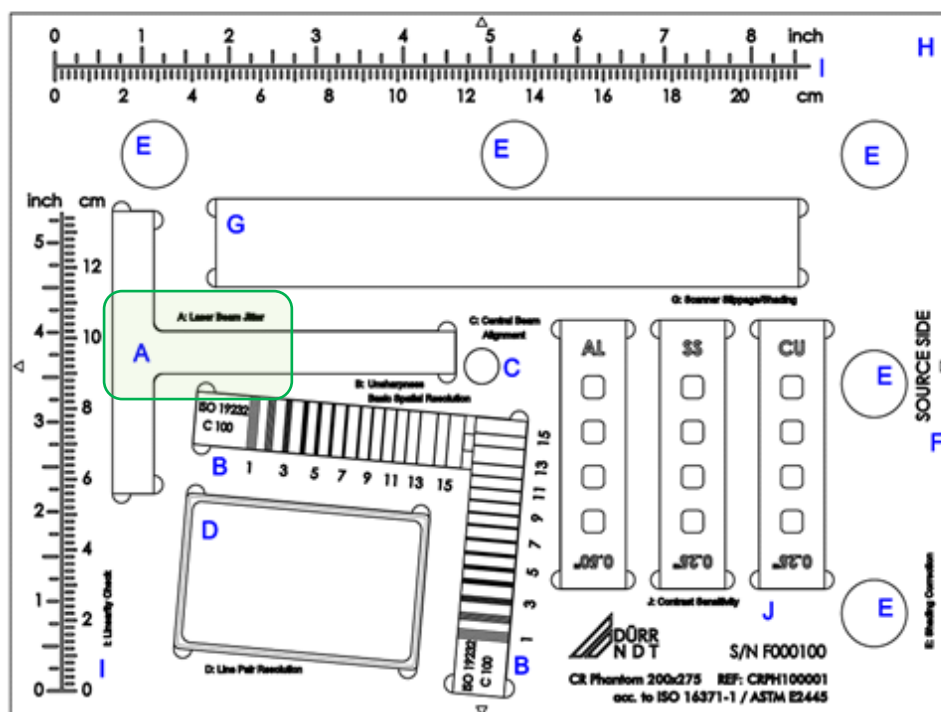 0 1 2 3 4 5 6 7 8 inch
H
I
0 2 4 6 8 10 12 14 16 18 20 cm
E E E
inch cm
G
5
12
G: Scanner Slippage/Shading
A: Laser Beam Jitter
C: Central Beam
Alignment
4
10
A
C
AL SS CU
B: Unsharpness
Basic Spatial Resolution
E
SOURCE SIDE
8
ISO 19232
C 100
3
F
B
1 3 5 7 9 11 13 15
15
13
11
9
7
5
3
1
6
2
D
4
0.50" 0.25" 0.25"
J: Contrast Sensitivity
J
E
E: Shading Correction
1
I: Linearity Check
2
DÜRR
NDT
S/N F000100
D: Line Pair Resolution
I
ISO 19232
C 100
B
0 0
CR Phantom 200x275 REF: CRPH100001
acc. to ISO 16371-1 / ASTM E2445